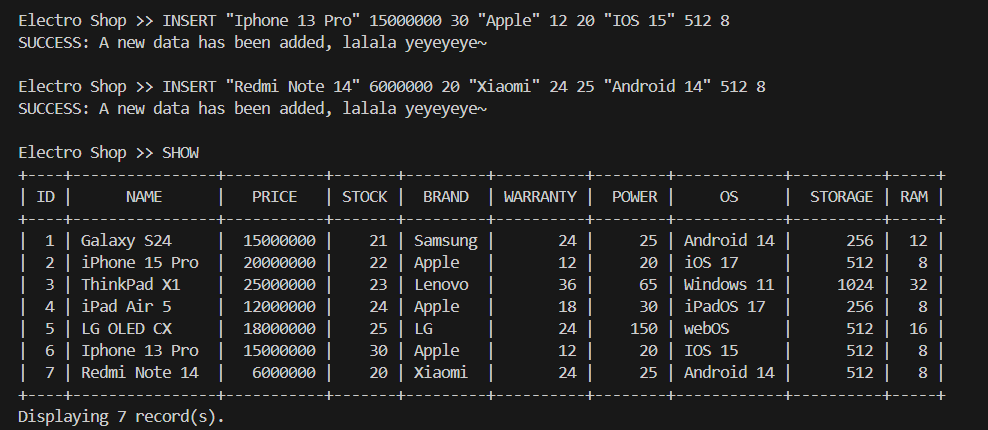 Electro Shop >> INSERT "Iphone 13 Pro" 15000000 30 "Apple" 12 20 "IOS 15" 512 8
SUCCESS: A new data has been added, lalala yeyeyeye~

Electro Shop >> INSERT "Redmi Note 14" 6000000 20 "Xiaomi" 24 25 "Android 14" 512 8
SUCCESS: A new data has been added, lalala yeyeyeye~

Electro Shop >> SHOW
+----+----------------+-----------+-------+---------+----------+--------+------------+----------+-----+
| ID |      NAME      |   PRICE   | STOCK |  BRAND  | WARRANTY |  POWER |     OS     |  STORAGE | RAM |
+----+----------------+-----------+-------+---------+----------+--------+------------+----------+-----+
|  1 | Galaxy S24     |  15000000 |    21 | Samsung |       24 |     25 | Android 14 |      256 |  12 |
|  2 | iPhone 15 Pro  |  20000000 |    22 | Apple   |       12 |     20 | iOS 17     |      512 |   8 |
|  3 | ThinkPad X1    |  25000000 |    23 | Lenovo  |       36 |     65 | Windows 11 |     1024 |  32 |
|  4 | iPad Air 5     |  12000000 |    24 | Apple   |       18 |     30 | iPadOS 17  |      256 |   8 |
|  5 | LG OLED CX     |  18000000 |    25 | LG      |       24 |    150 | webOS      |      512 |  16 |
|  6 | Iphone 13 Pro  |  15000000 |    30 | Apple   |       12 |     20 | IOS 15     |      512 |   8 |
|  7 | Redmi Note 14  |   6000000 |    20 | Xiaomi  |       24 |     25 | Android 14 |      512 |   8 |
+----+----------------+-----------+-------+---------+----------+--------+------------+----------+-----+
Displaying 7 record(s).